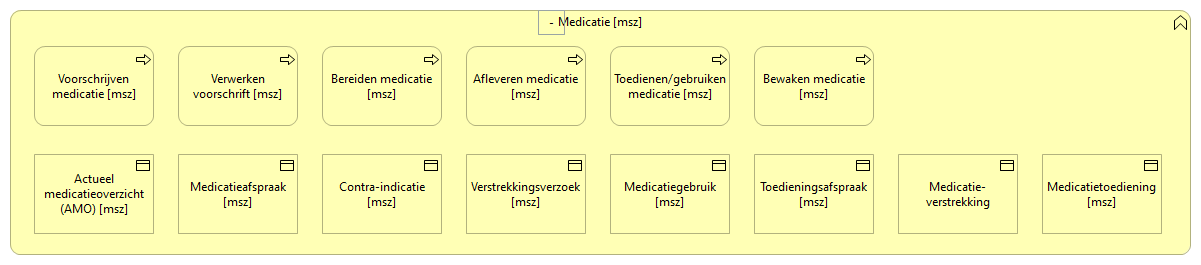 - Medicatie [msz]
Voorschrijven
medicatie [msz]
Verwerken
voorschrift [msz]
Bereiden medicatie
[msz]
Afleveren medicatie
[msz]
Toedienen/gebruiken
medicatie [msz]
Bewaken medicatie
[msz]
Actueel
medicatieoverzicht
(AMO) [msz]
Medicatieafspraak
[msz]
Contra-indicatie
[msz]
Verstrekkingsverzoek
[msz]
Medicatiegebruik
[msz]
Toedieningsafspraak
[msz]
Medicatie-
verstrekking
Medicatietoediening
[msz]